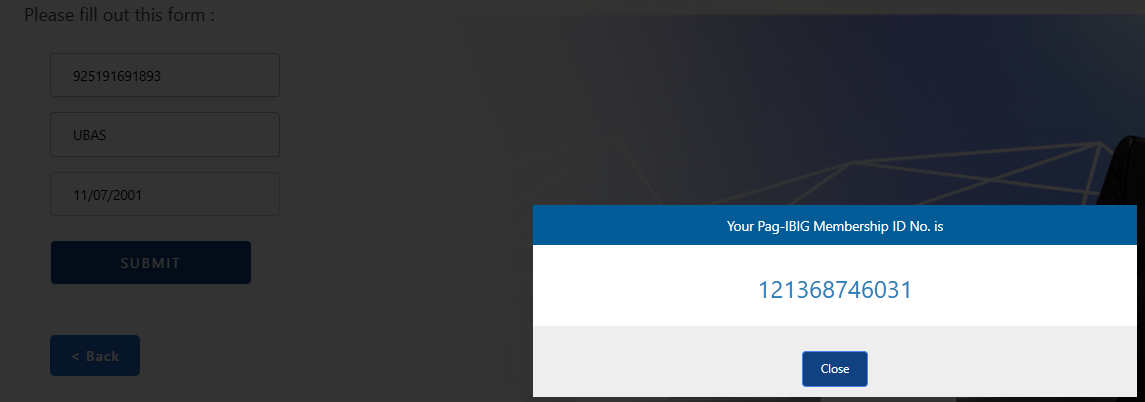 Please fill out this form :
925191691893
UBAS
11/07/2001
SUBMIT
< Back
Your Pag-IBIG Membership ID No. is
121368746031
Close